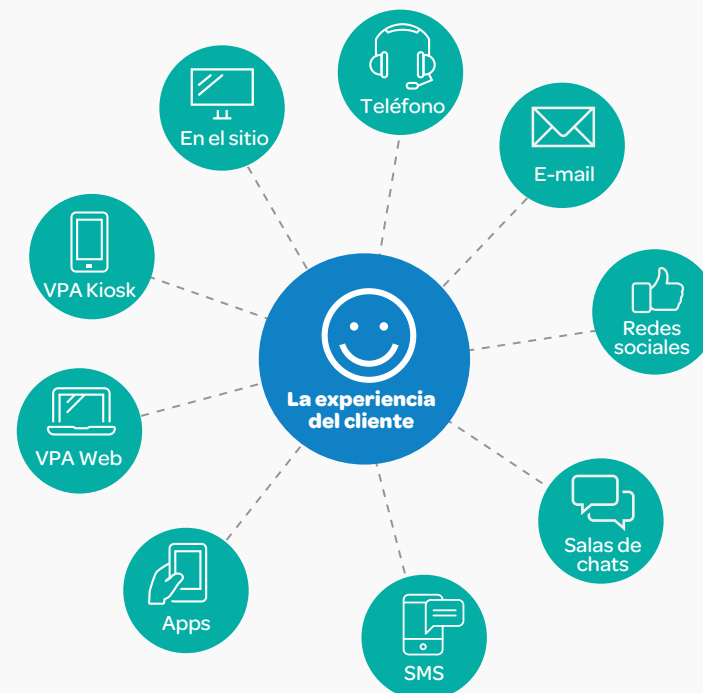 Teléfono
En el sitio
E-mail
VPA Kiosk
Redes
sociales
La experiencia
del cliente
VPA Web
Salas de
chats
Apps
SMS